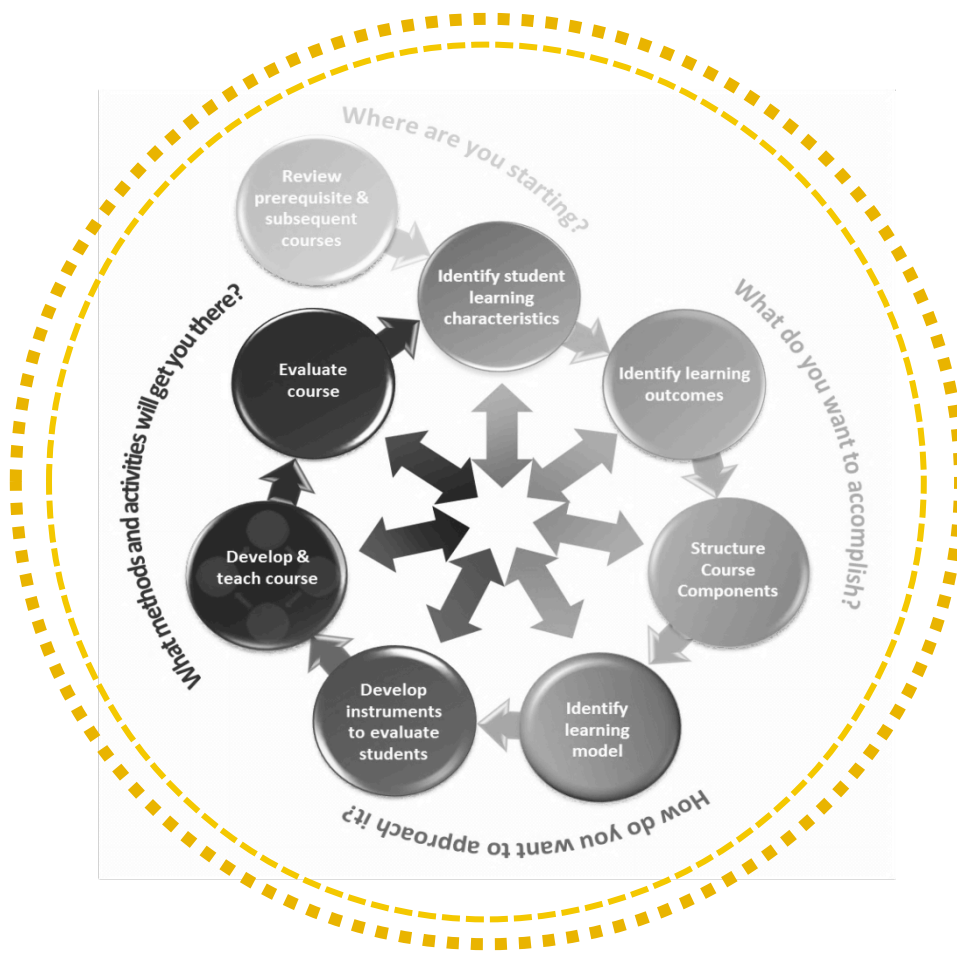 Where are you starting?
Review
prerequisite &
subsequent
courses
Identify student
learning
characteristics
What do you want to accomplish?
Identify learning
outcomes
Structure
Course
Components
How do you want to approach it?
Identify
learning
model
Develop
instruments
to evaluate
students
What methods and activities will get you there?
Develop &
teach course
Evaluate
course